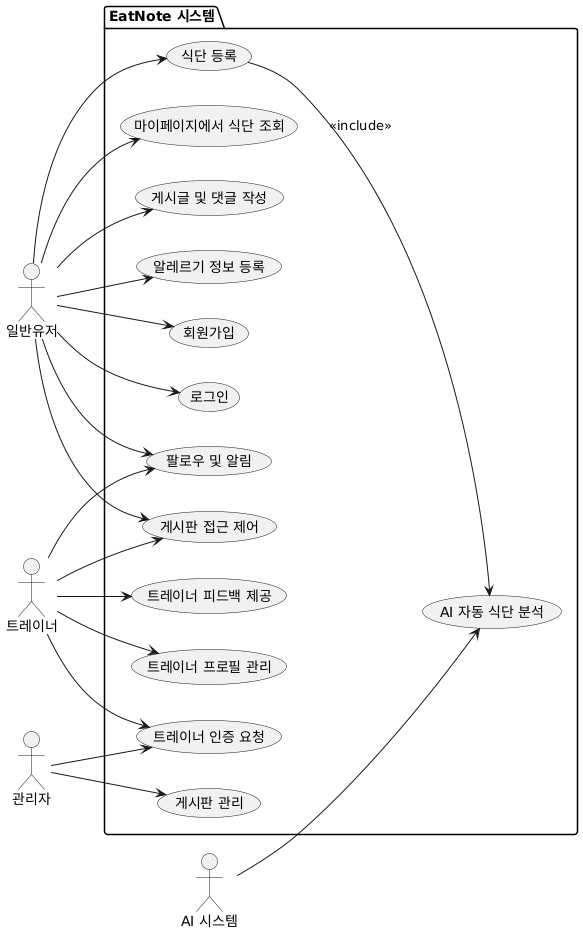 EatNote 시스템
식단 등록
마이페이지에서 식단 조회
<<include>>
게시글 및 댓글 작성
알레르기 정보 등록
일반유저
회원가입
로그인
팔로우 및 알림
게시판 접근 제어
트레이너 피드백 제공
AI 자동 식단 분석
트레이너
트레이너 프로필 관리
트레이너 인증 요청
관리자
게시판 관리
AI 시스템